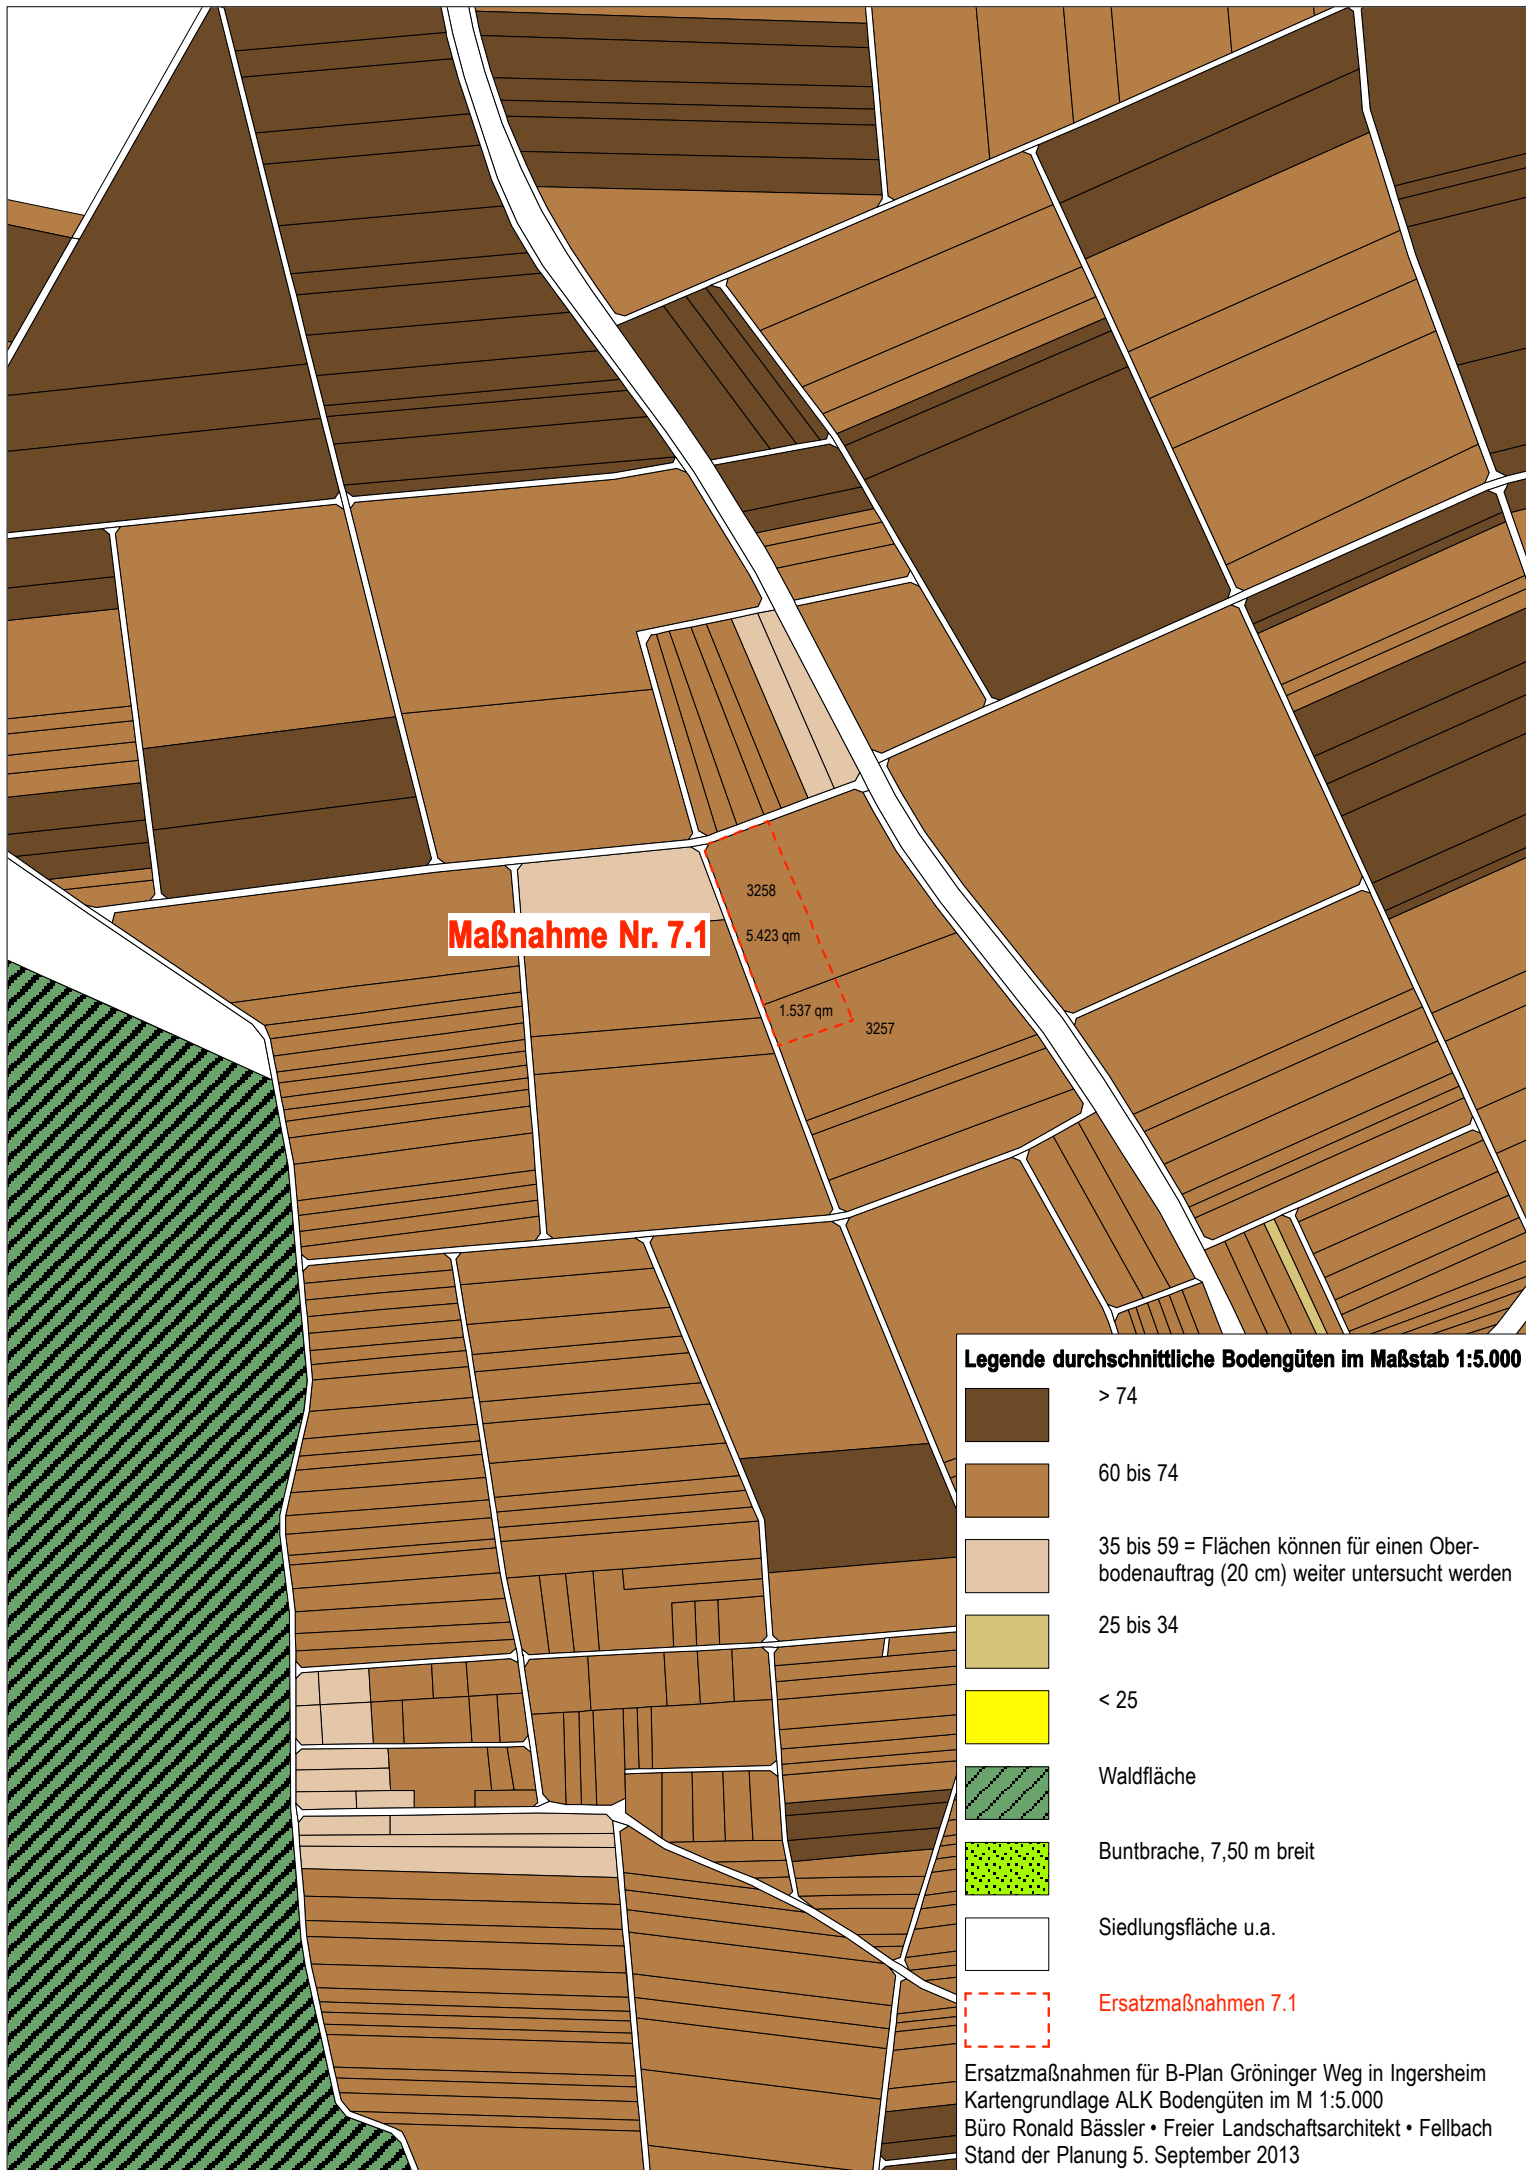 3258
Maßnahme Nr. 7.1
5.423 qm
1.537 qm
3257
Legende durchschnittliche Bodengüten im Maßstab 1:5.000
> 74
60 bis 74
35 bis 59 = Flächen können für einen Ober-
bodenauftrag (20 cm) weiter untersucht werden
25 bis 34
< 25
Waldfläche
Buntbrache, 7,50 m breit
Siedlungsfläche u.a.
Ersatzmaßnahmen 7.1
Ersatzmaßnahmen für B-Plan Gröninger Weg in Ingersheim
Kartengrundlage ALK Bodengüten im M 1:5.000
Büro Ronald Bässler • Freier Landschaftsarchitekt • Fellbach
Stand der Planung 5. September 2013